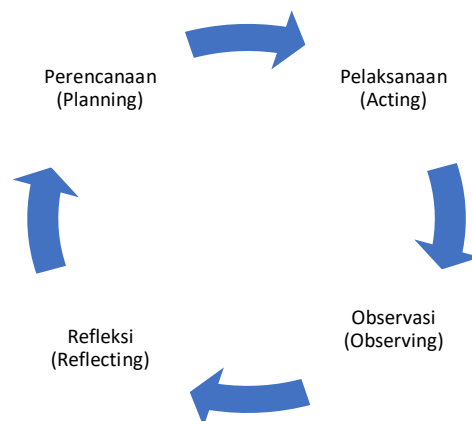 Perencanaan
(Planning)
Pelaksanaan
(Acting)
Observasi
(Observing)
Refleksi
(Reflecting)